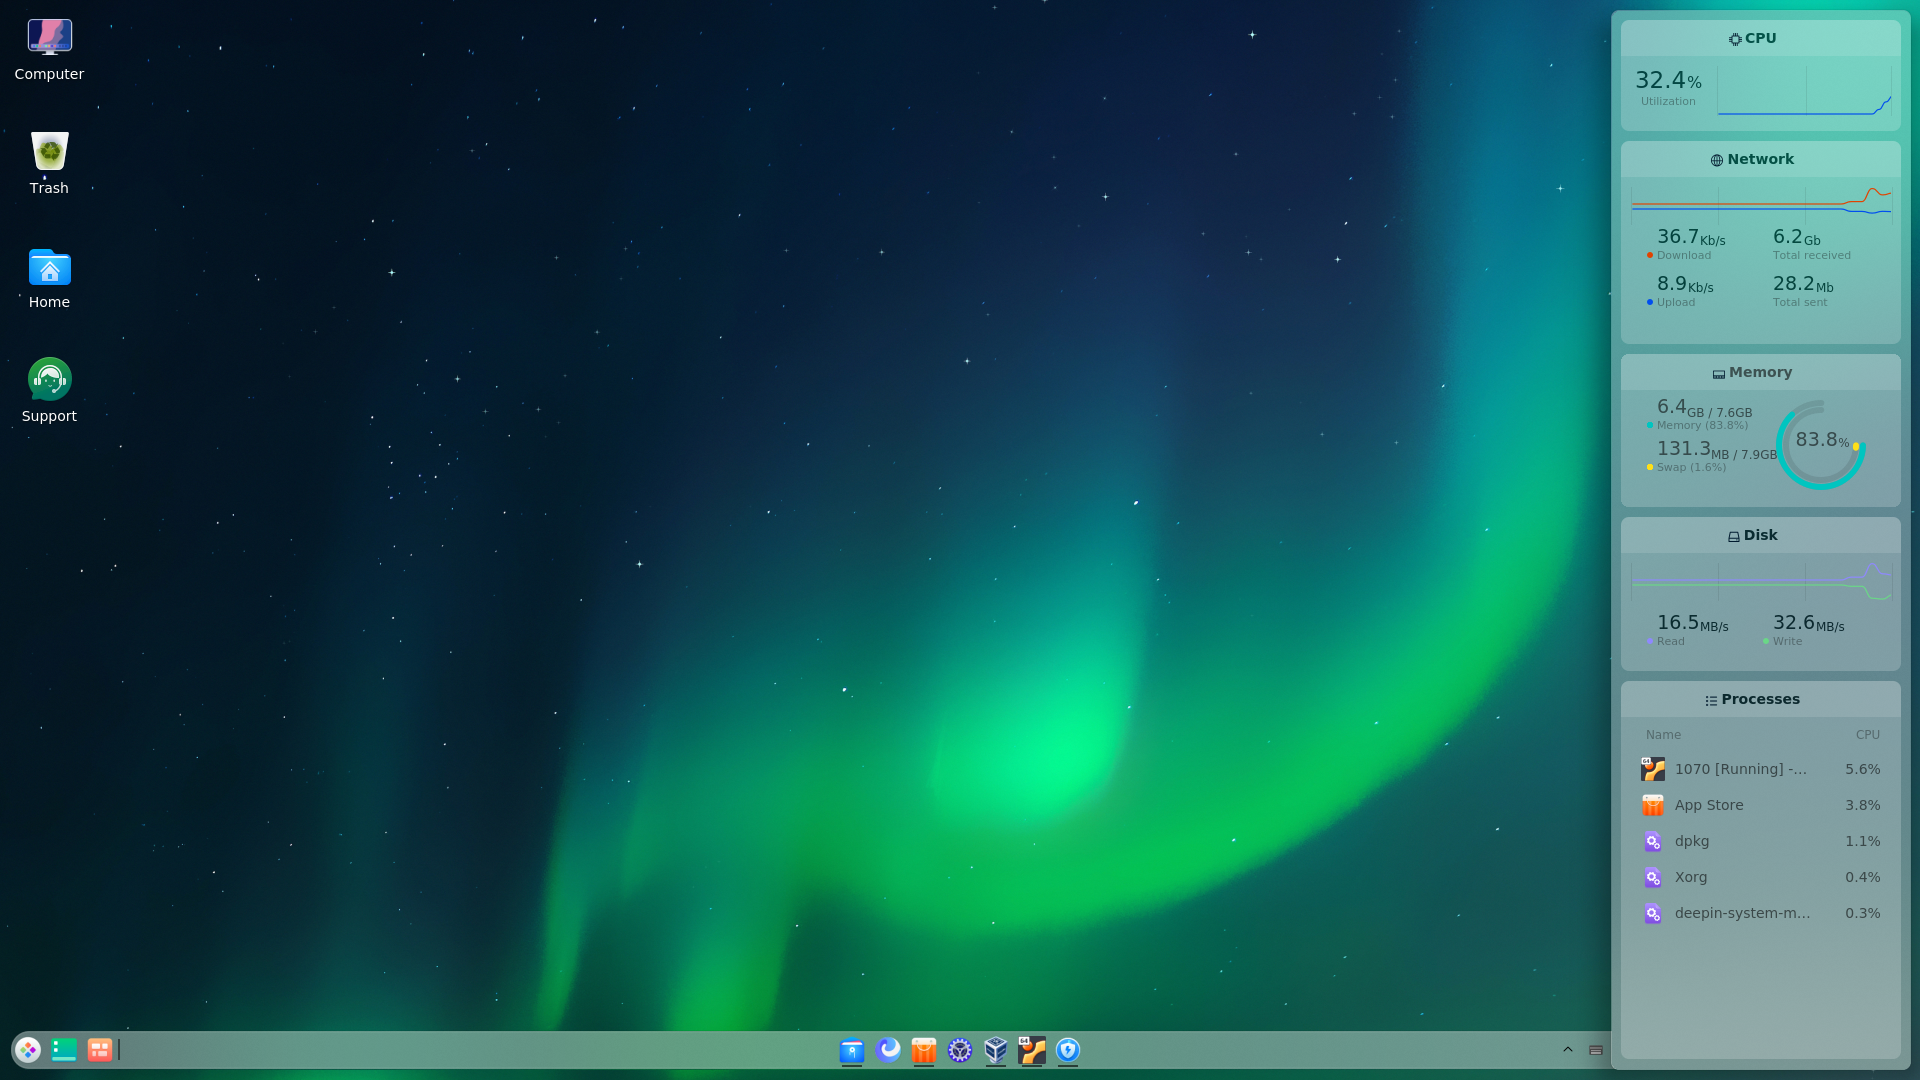 Computer
Trash
Home
Support
CPU
32.4%
Utilization
Network
36.7Kb/s 6.2Gb
Download Total received
8.9Kb/s 28.2Mb
Upload Total sent
Memory
6.4GB / 7.6GB
Memory (83.8%)
83.8%
131.3MB / 7.9GB
Swap (1.6%)
Disk
16.5MB/s 32.6MB/s
Read Write
Processes
Name CPU
1070 [Running] -... 5.6%
App Store 3.8%
dpkg 1.1%
Xorg 0.4%
deepin-system-m... 0.3%
64